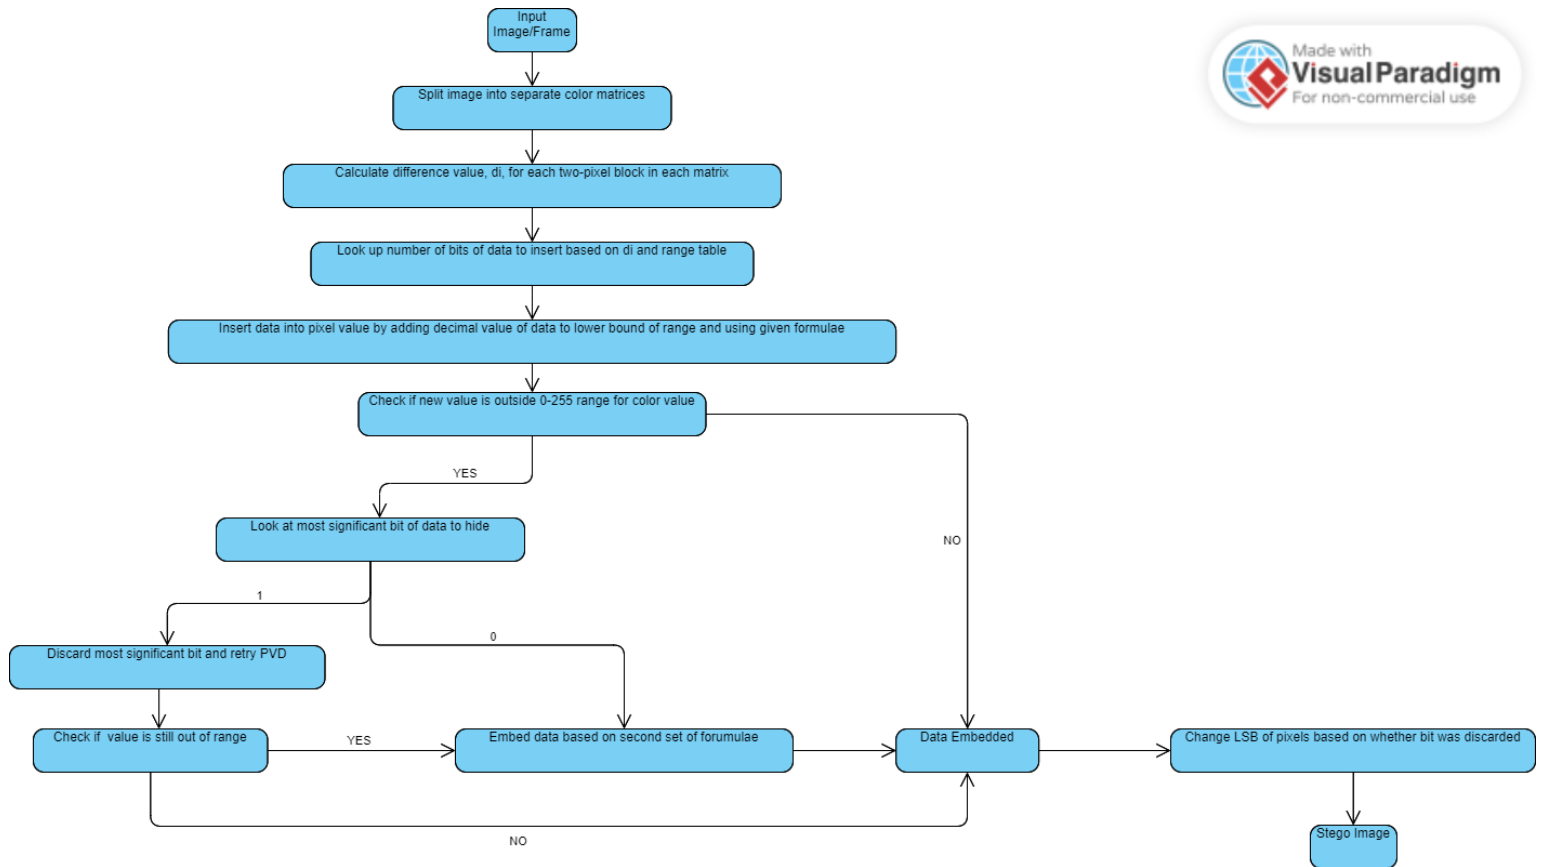 Input
Image/Frame
Made with
Visual Paradigm
For non-commercial use
Split image into separate color matrices
Calculate difference value, di, for each two-pixel block in each matrix
Look up number of bits of data to insert based on di and range table
Insert data into pixel value by adding decimal value of data to lower bound of range and using given formulae
Check if new value is outside 0-255 range for color value
YES
Look at most significant bit of data to hide
NO
1
0
Discard most significant bit and retry PVD
Check if value is still out of range
YES
Embed data based on second set of forumulae
Data Embedded
Change LSB of pixels based on whether bit was discarded
NO
Stego Image